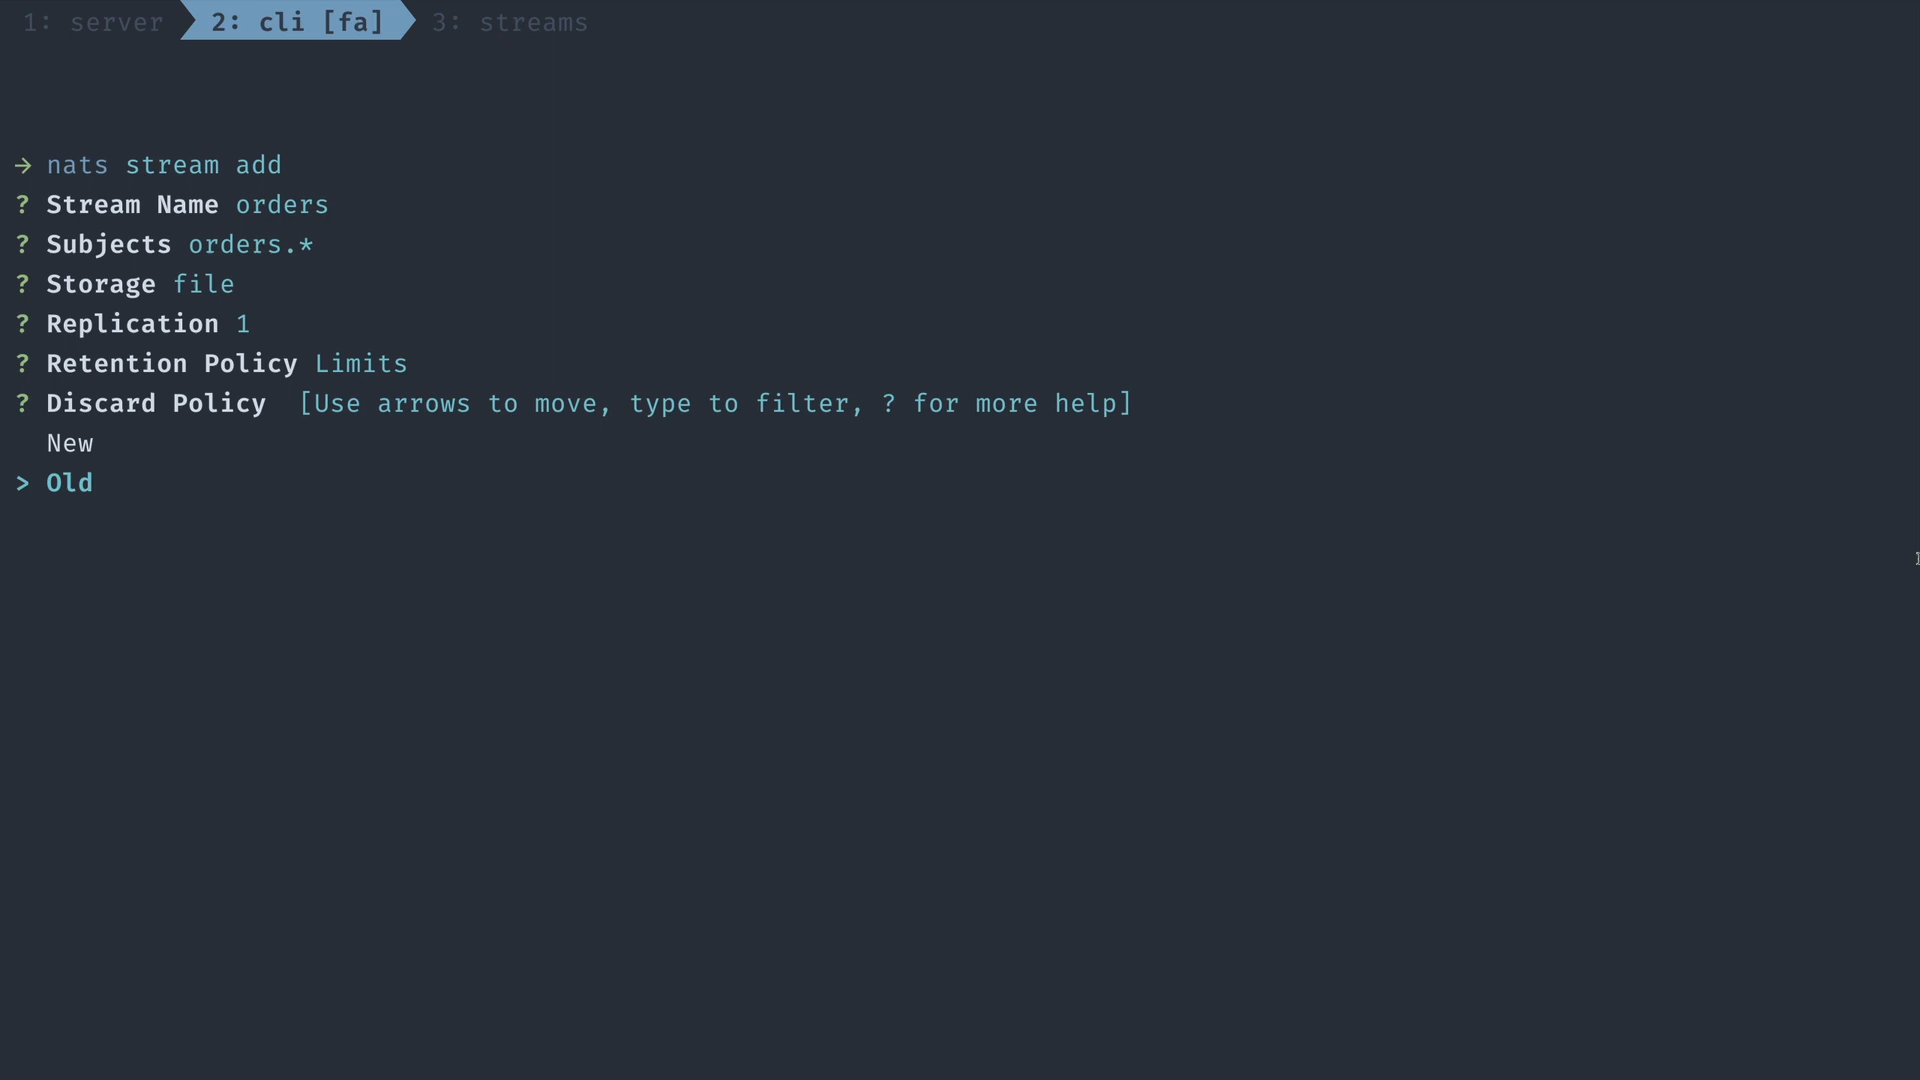 1: server 2: cli [fa] 3: streams
→ nats stream add
? Stream Name orders
? Subjects orders.*
? Storage file
? Replication 1
? Retention Policy Limits
? Discard Policy [Use arrows to move, type to filter, ? for more help]
New
> Old